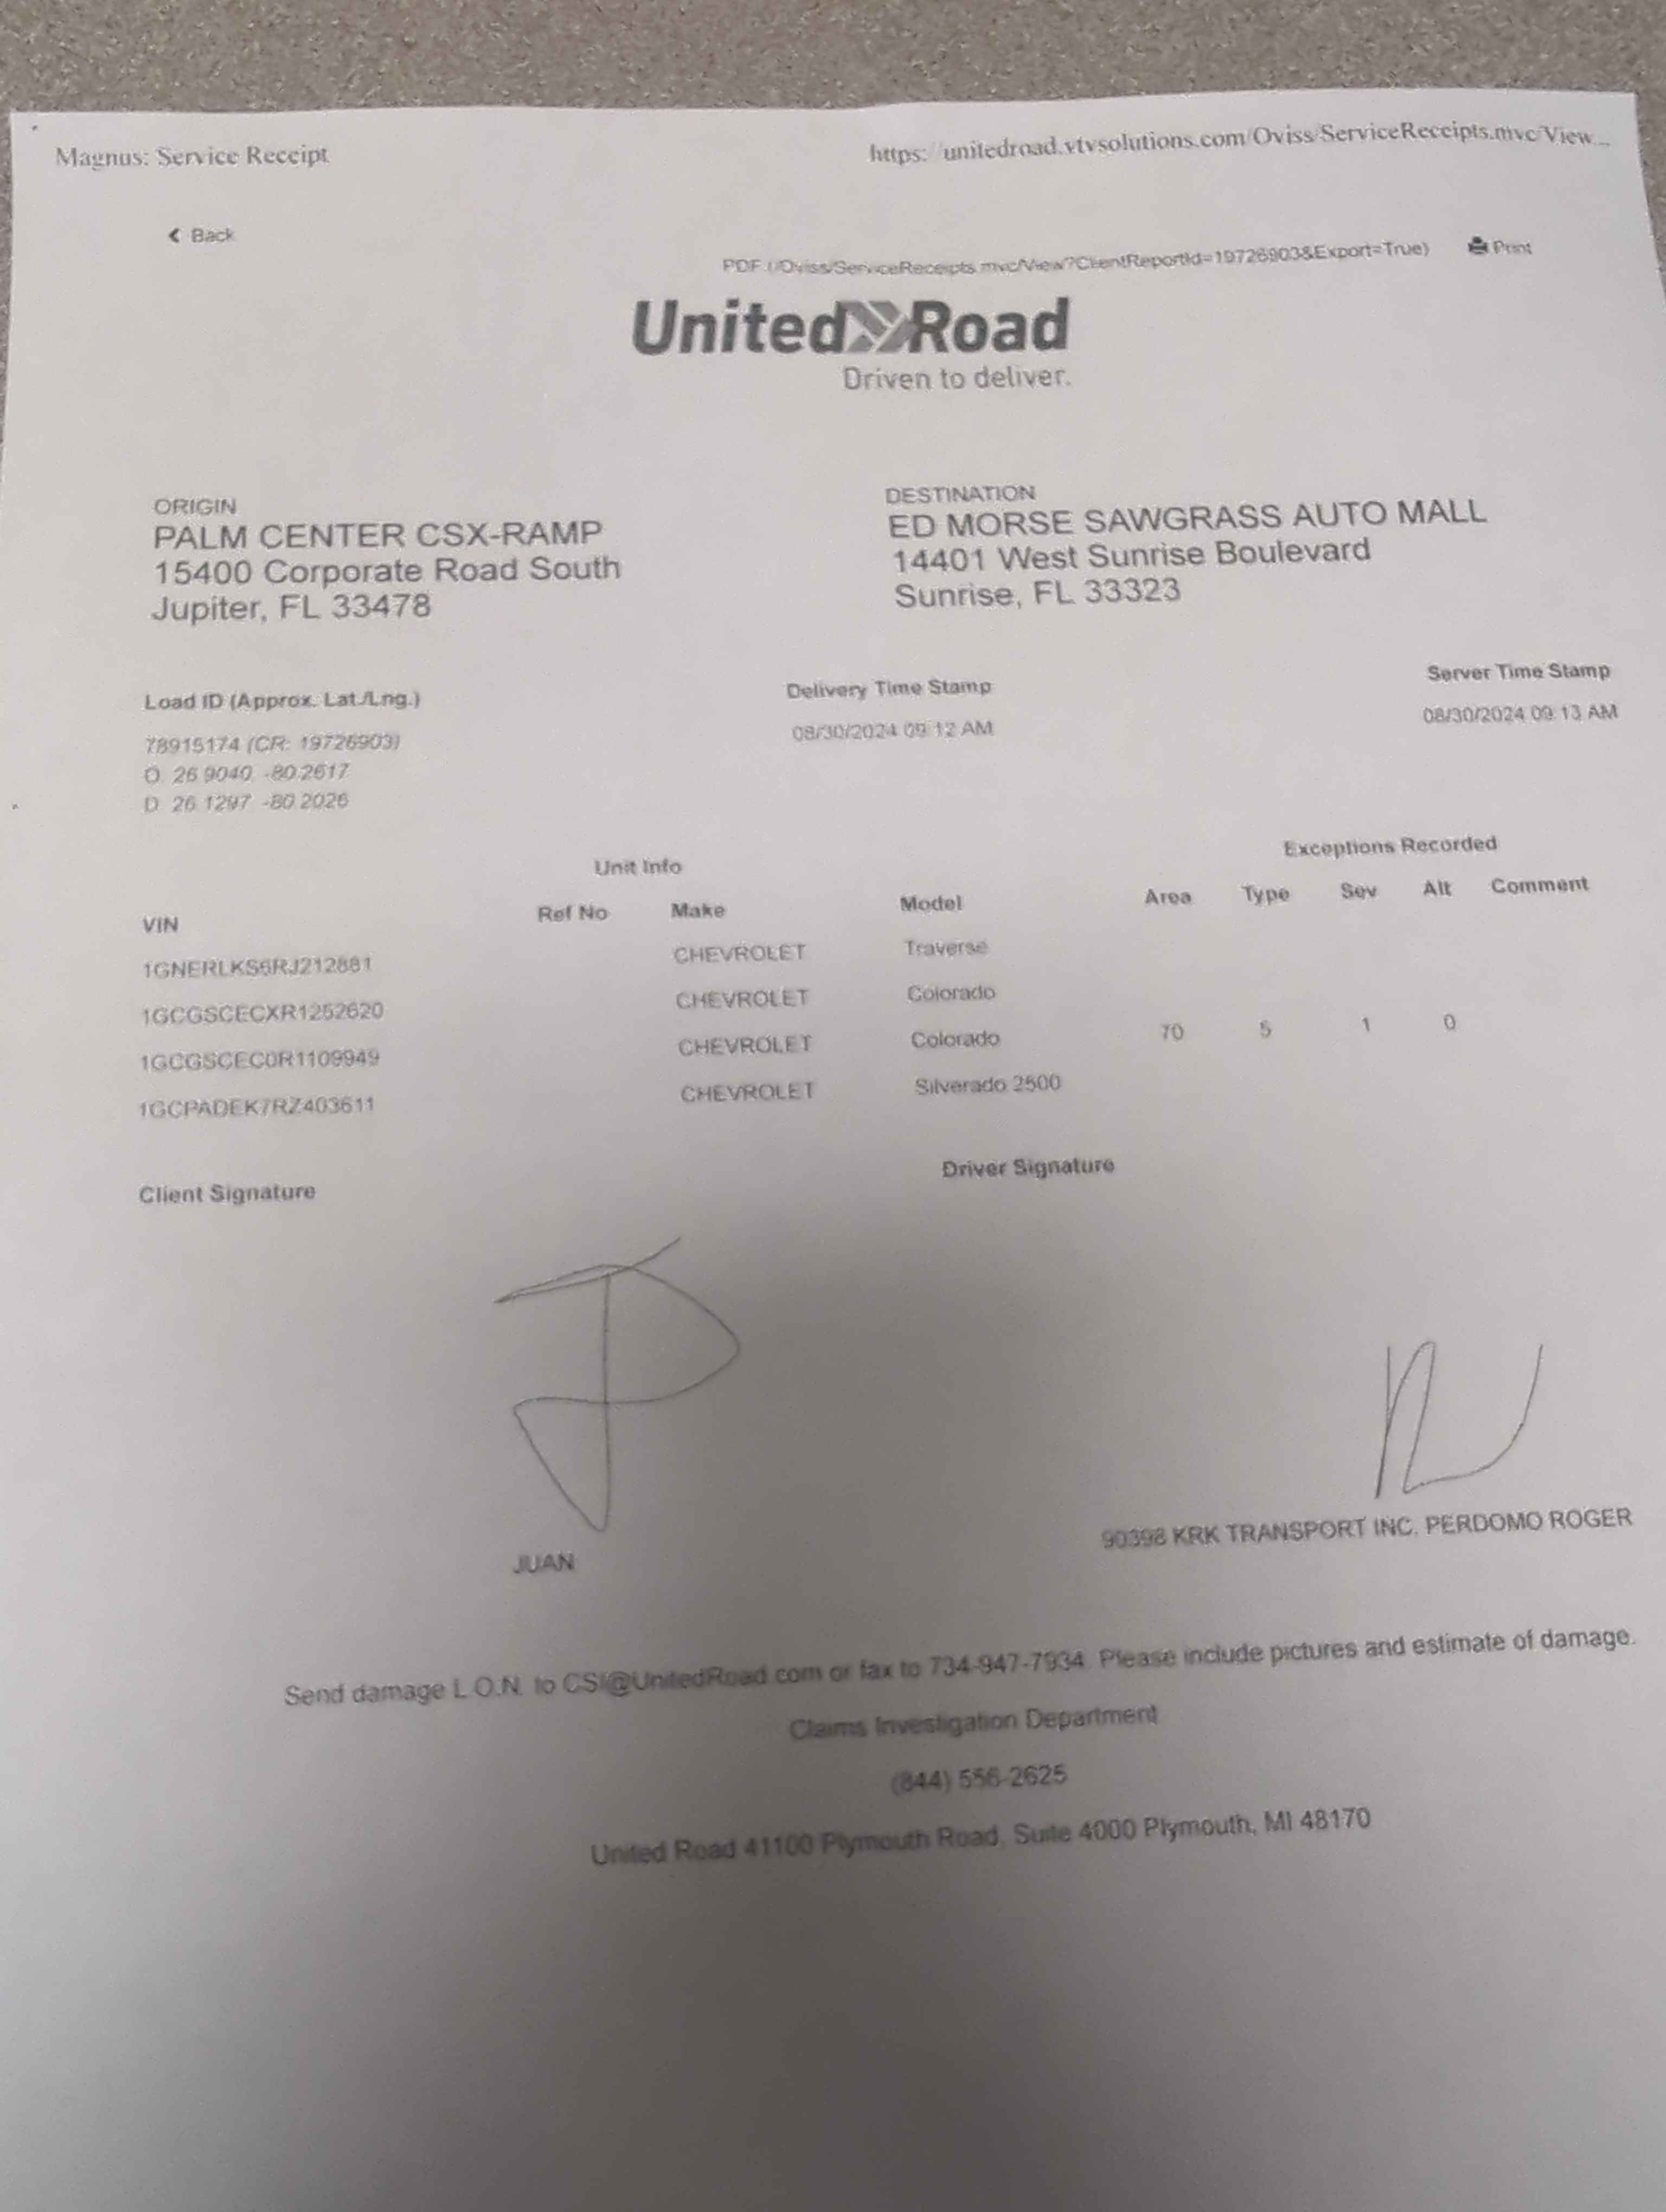 Magnus: Service Receipt
https://unitedroad.vtvsolutions.com/Oviss/ServiceReceipts.mvc/View...
Back
PDF (/Oviss/ServiceReceipts.mvc/View?ClientReportId=19726903&Export=True)
Print
United Road
Driven to deliver.
ORIGIN
PALM CENTER CSX-RAMP
15400 Corporate Road South
Jupiter, FL 33478
DESTINATION
ED MORSE SAWGRASS AUTO MALL
14401 West Sunrise Boulevard
Sunrise, FL 33323
Load ID (Approx. Lat./Lng.)
78915174 (CR: 19726903)
O: 26.9040, -80.2617
D: 26.1297, -80.2026
Delivery Time Stamp
08/30/2024 09:12 AM
Server Time Stamp
08/30/2024 09:13 AM
Unit Info
Exceptions Recorded
VIN Ref No Make Model Area Type Sev Alt Comment
1GNERLKS6RJ212881 CHEVROLET Traverse
1GCGSCECXR1252620 CHEVROLET Colorado
1GCGSCEC0R1109949 CHEVROLET Colorado 70 5 1 0
1GCPADEK7RZ403611 CHEVROLET Silverado 2500
Client Signature
Driver Signature
JUAN
90398 KRK TRANSPORT INC. PERDOMO ROGER
Send damage L.O.N. to CSI@UnitedRoad.com or fax to 734-947-7934. Please include pictures and estimate of damage.
Claims Investigation Department
(844) 556-2625
United Road 41100 Plymouth Road, Suite 4000 Plymouth, MI 48170